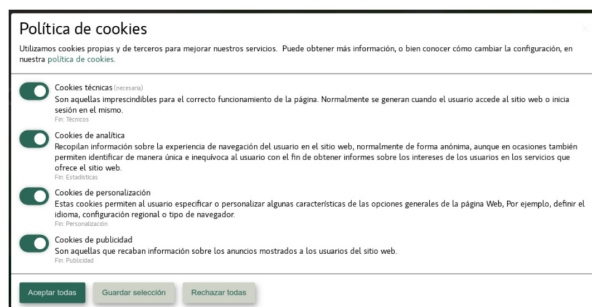 Política de cookies
Utilizamos cookies propias y de terceros para mejorar nuestros servicios. Puede obtener más información, o bien conocer cómo cambiar la configuración, en
nuestra política de cookies.
Cookies técnicas (necesaria)
Son aquellas imprescindibles para el correcto funcionamiento de la página. Normalmente se generan cuando el usuario accede al sitio web o inicia
sesión en el mismo.
Fin: Técnicos
Cookies de analítica
Recopilan información sobre la experiencia de navegación del usuario en el sitio web, normalmente de forma anónima, aunque en ocasiones también
permiten identificar de manera única e inequívoca al usuario con el fin de obtener informes sobre los intereses de los usuarios en los servicios que
ofrece el sitio web.
Fin: Estadísticas
Cookies de personalización
Estas cookies permiten al usuario especificar o personalizar algunas características de las opciones generales de la página Web, Por ejemplo, definir el
idioma, configuración regional o tipo de navegador.
Fin: Personalización
Cookies de publicidad
Son aquellas que recaban información sobre los anuncios mostrados a los usuarios del sitio web.
Fin: Publicidad
Aceptar todas Guardar selección Rechazar todas